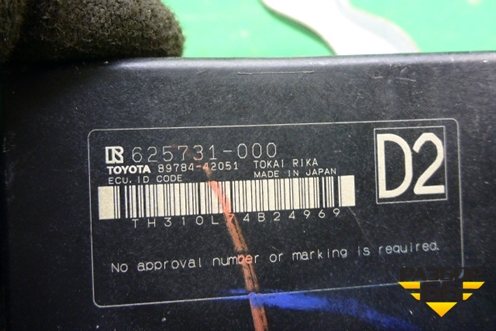 625731-000
TOYOTA 89784-42051 TOKAI RIKA
ECU. ID CODE MADE IN JAPAN
D2
TH310L74B24969
No approval number or marking is required.